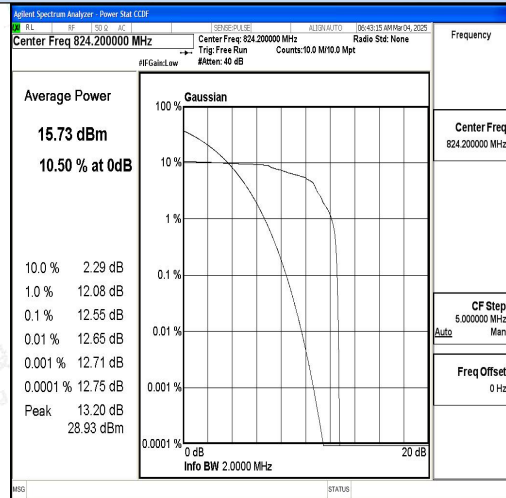 Agilent Spectrum Analyzer - Power Stat CCDF
RL RF 50 Ω AC SENSE:PULSE ALIGN AUTO 06:43:15 AM Mar 04, 2025
Center Freq 824.200000 MHz
Center Freq: 824.200000 MHz Radio Std: None
Trig: Free Run Counts:10.0 M/10.0 Mpt
#IFGain:Low #Atten: 40 dB
Frequency
Average Power
15.73 dBm
10.50 % at 0dB
10.0 % 2.29 dB
1.0 % 12.08 dB
0.1 % 12.55 dB
0.01 % 12.65 dB
0.001 % 12.71 dB
0.0001 % 12.75 dB
Peak 13.20 dB
28.93 dBm
Gaussian
100 %
10 %
1 %
0.1 %
0.01 %
0.001 %
0.0001 %
0 dB 20 dB
Info BW 2.0000 MHz
Center Freq
824.200000 MHz
CF Step
5.000000 MHz
Auto Man
Freq Offset
0 Hz
MSG STATUS